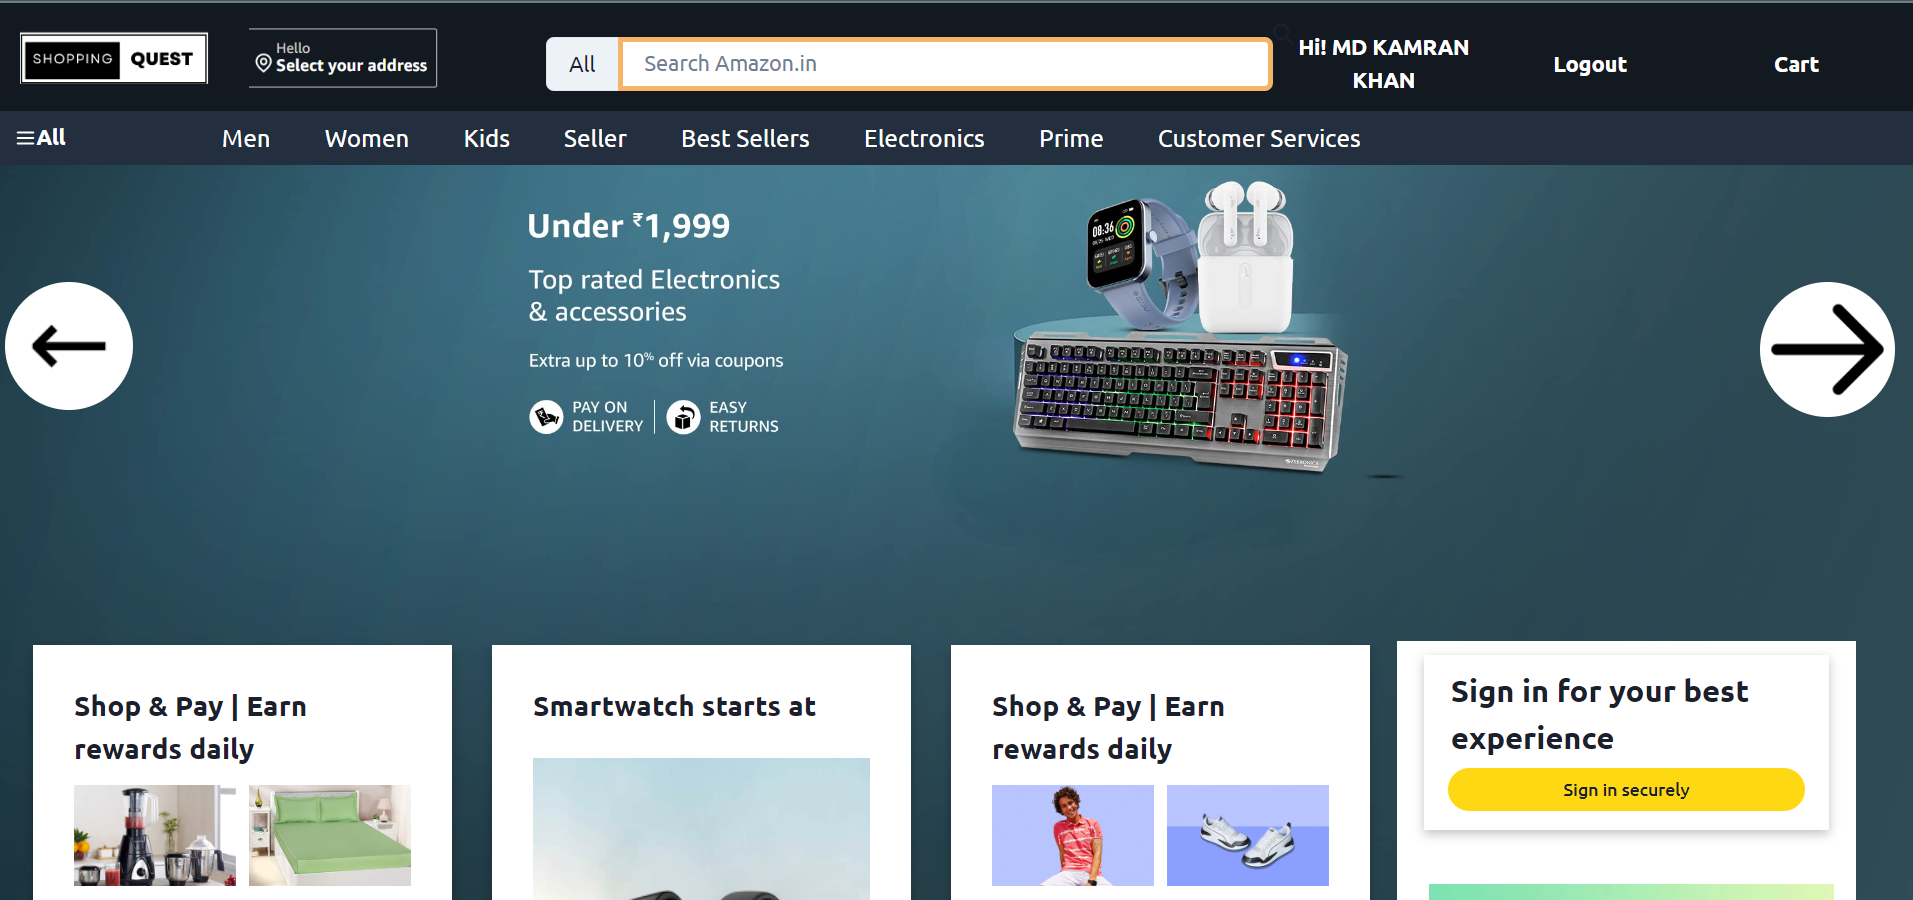 SHOPPING QUEST
Hello
Select your address
All
Search Amazon.in
Hi! MD KAMRAN
KHAN
Logout
Cart
All
Men
Women
Kids
Seller
Best Sellers
Electronics
Prime
Customer Services
Under ₹1,999
Top rated Electronics
& accessories
Extra up to 10% off via coupons
PAY ON
DELIVERY
EASY
RETURNS
08:36
ZEBRONICS
Shop & Pay | Earn
rewards daily
Smartwatch starts at
Shop & Pay | Earn
rewards daily
Sign in for your best
experience
Sign in securely